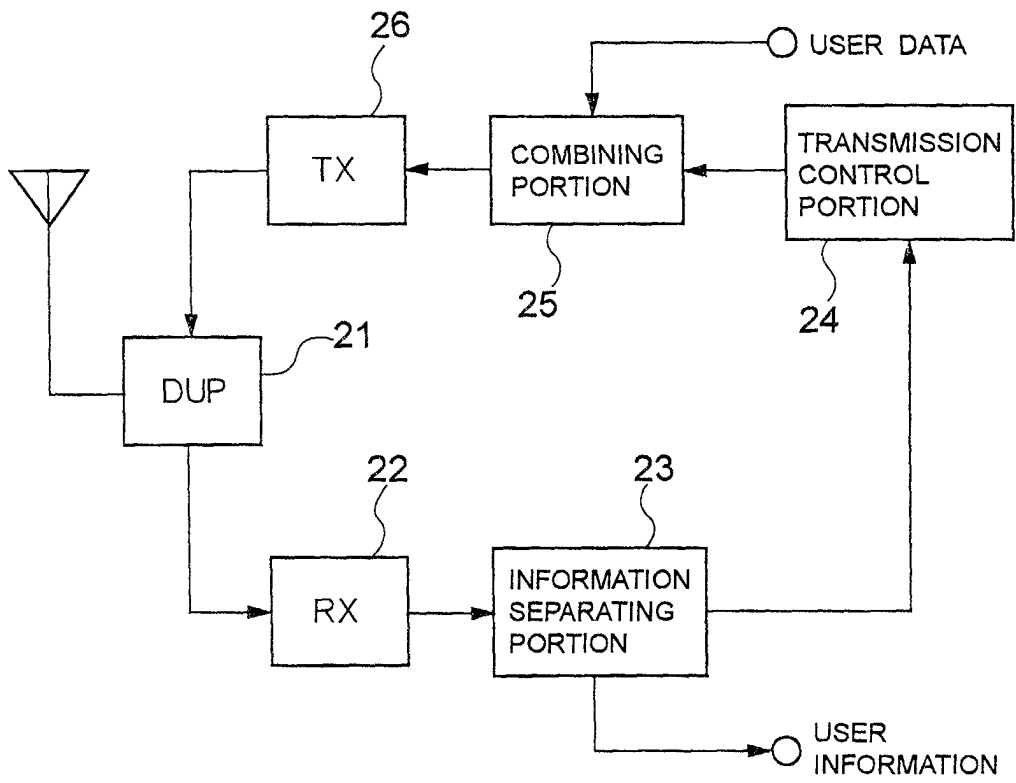 26
USER DATA
TX
COMBINING
PORTION
TRANSMISSION
CONTROL
PORTION
25
24
21
DUP
22
23
RX
INFORMATION
SEPARATING
PORTION
USER
INFORMATION